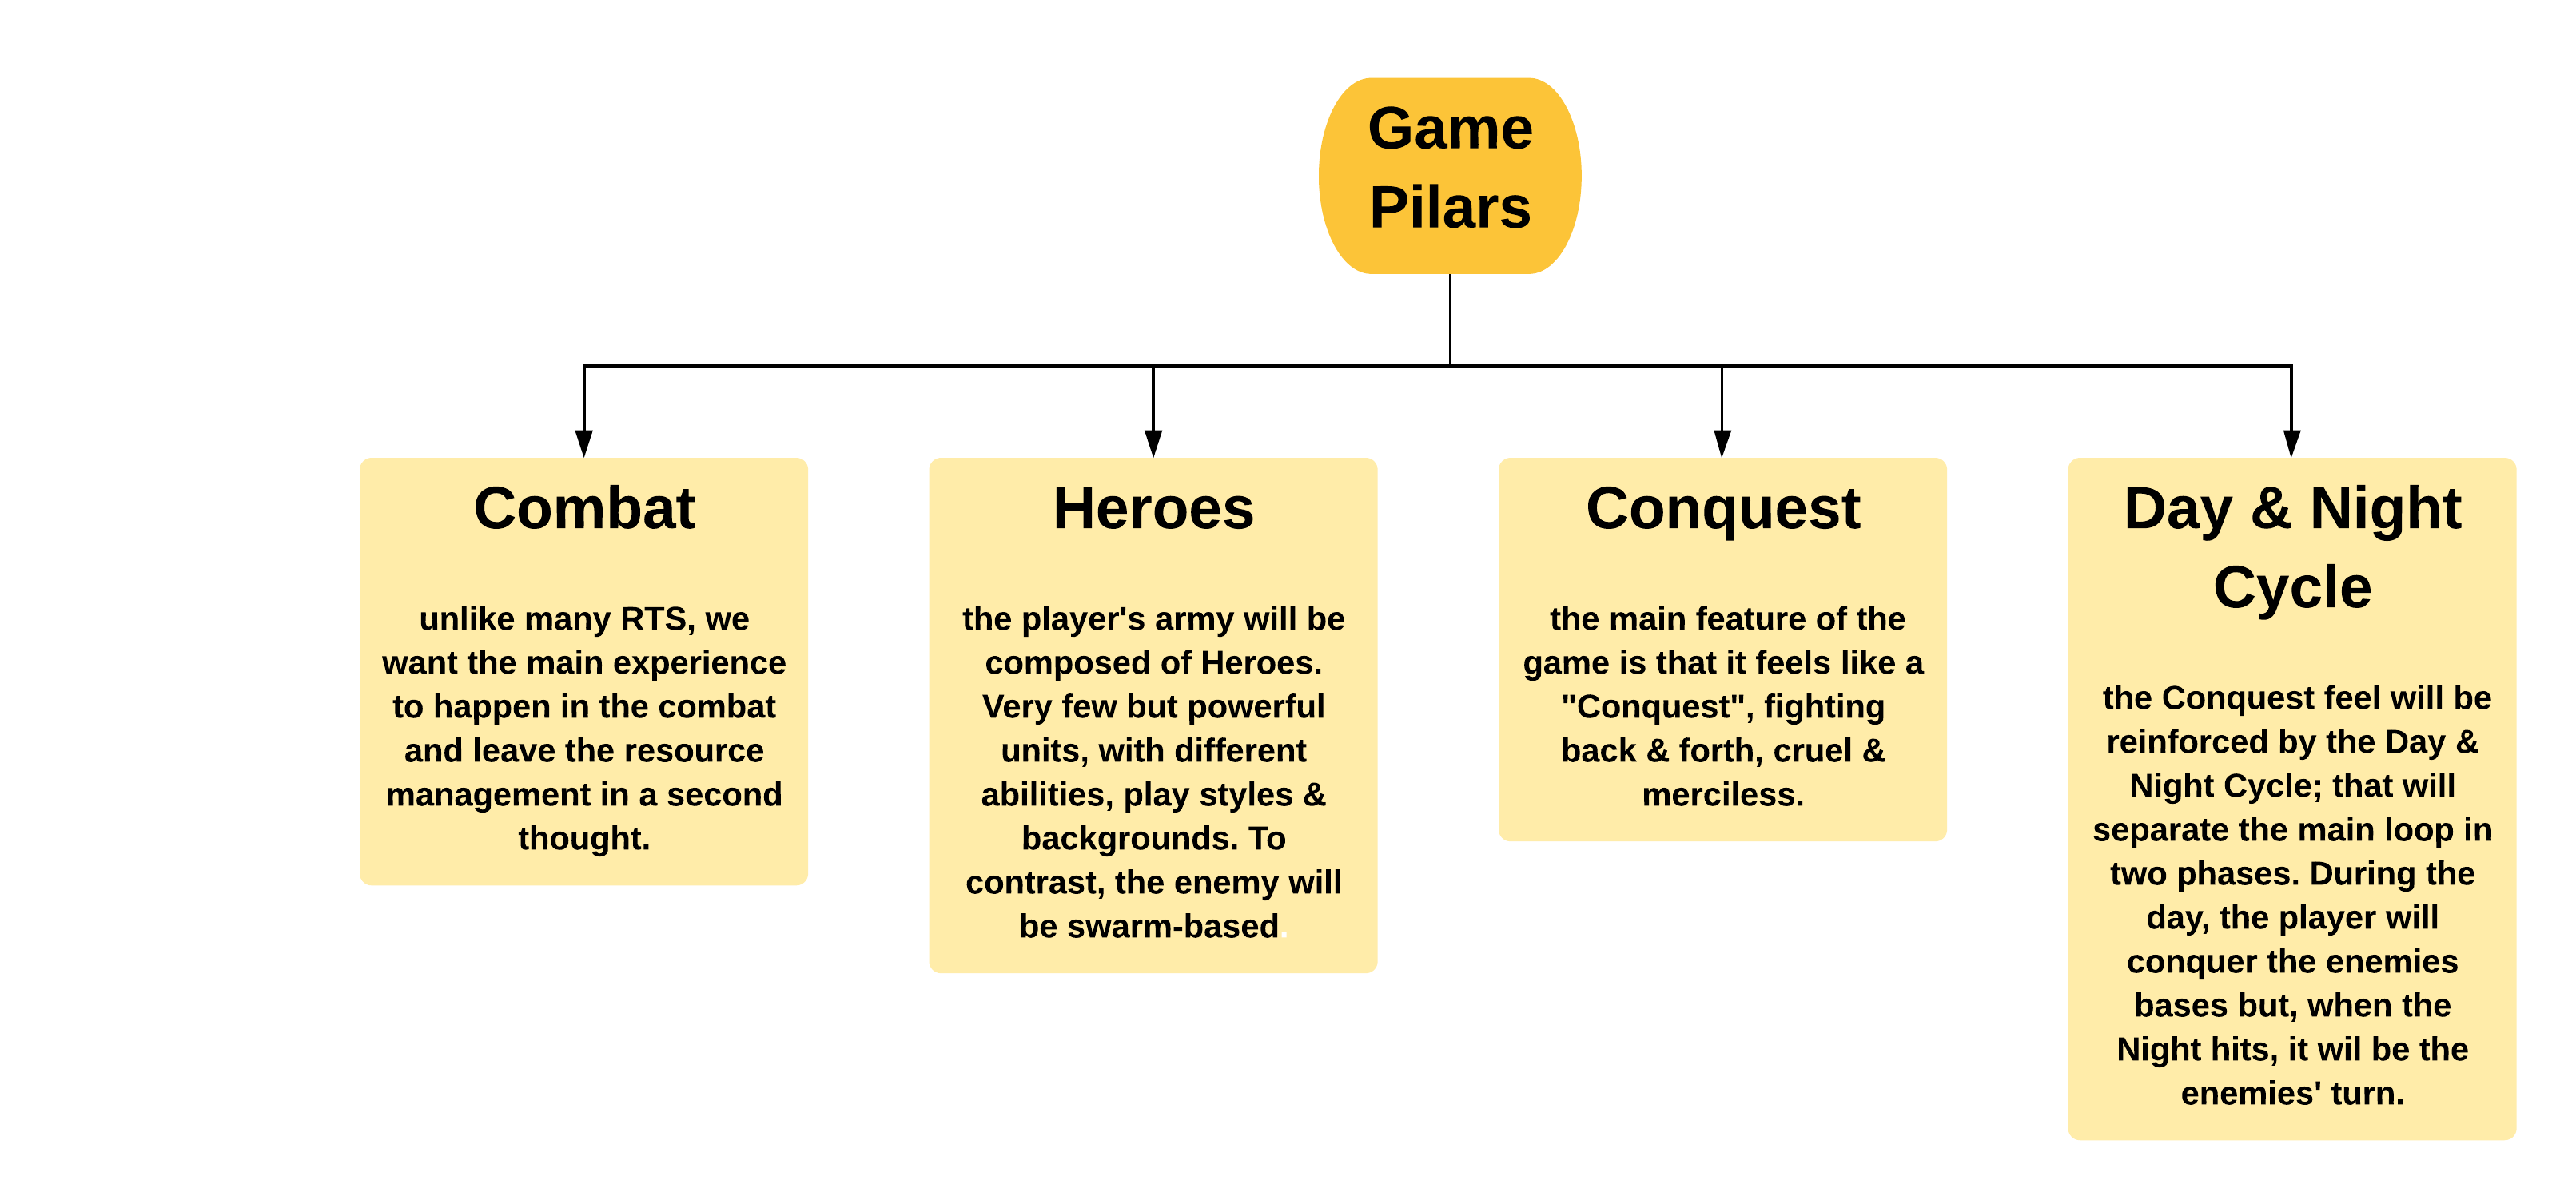 Game
Pilars
Combat
unlike many RTS, we
want the main experience
to happen in the combat
and leave the resource
management in a second
thought.
Heroes
the player's army will be
composed of Heroes.
Very few but powerful
units, with different
abilities, play styles &
backgrounds. To
contrast, the enemy will
be swarm-based.
Conquest
the main feature of the
game is that it feels like a
"Conquest", fighting
back & forth, cruel &
merciless.
Day & Night
Cycle
the Conquest feel will be
reinforced by the Day &
Night Cycle; that will
separate the main loop in
two phases. During the
day, the player will
conquer the enemies
bases but, when the
Night hits, it wil be the
enemies' turn.